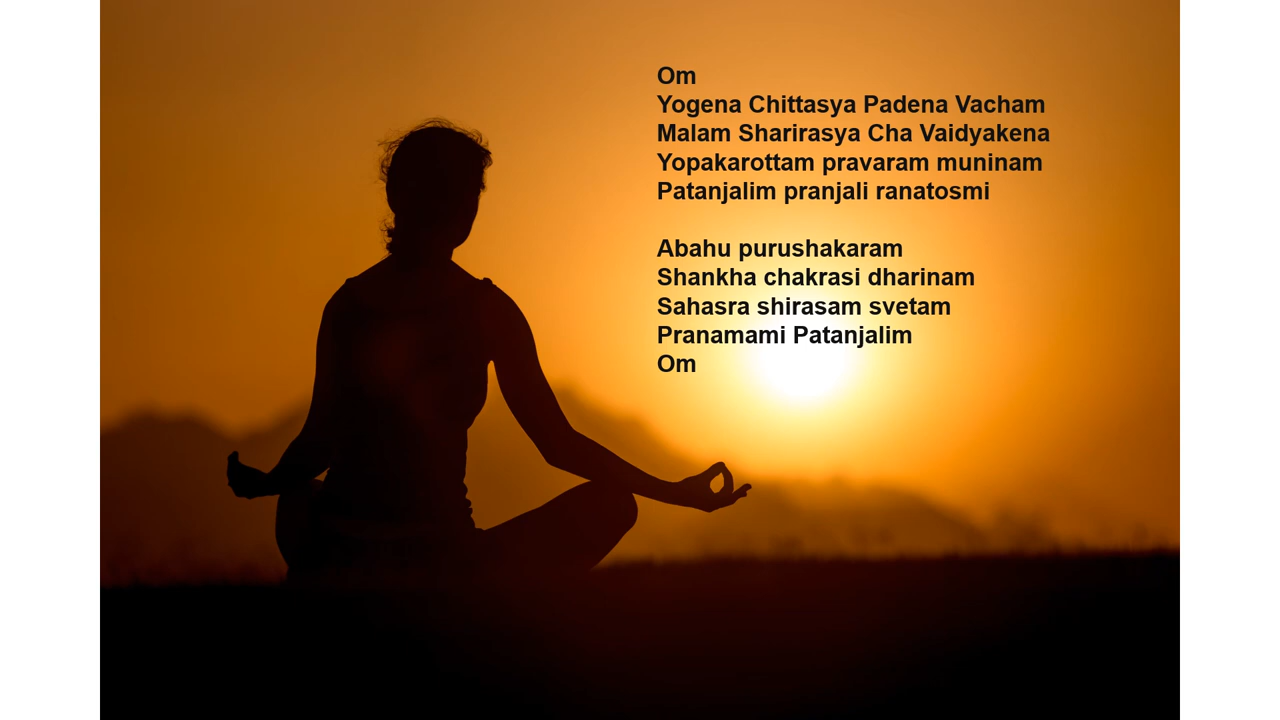 Om
Yogena Chittasya Padena Vacham
Malam Sharirasya Cha Vaidyakena
Yopakarottam pravaram muninam
Patanjalim pranjali ranatosmi
Abahu purushakaram
Shankha chakrasi dharinam
Sahasra shirasam svetam
Pranamami Patanjalim
Om